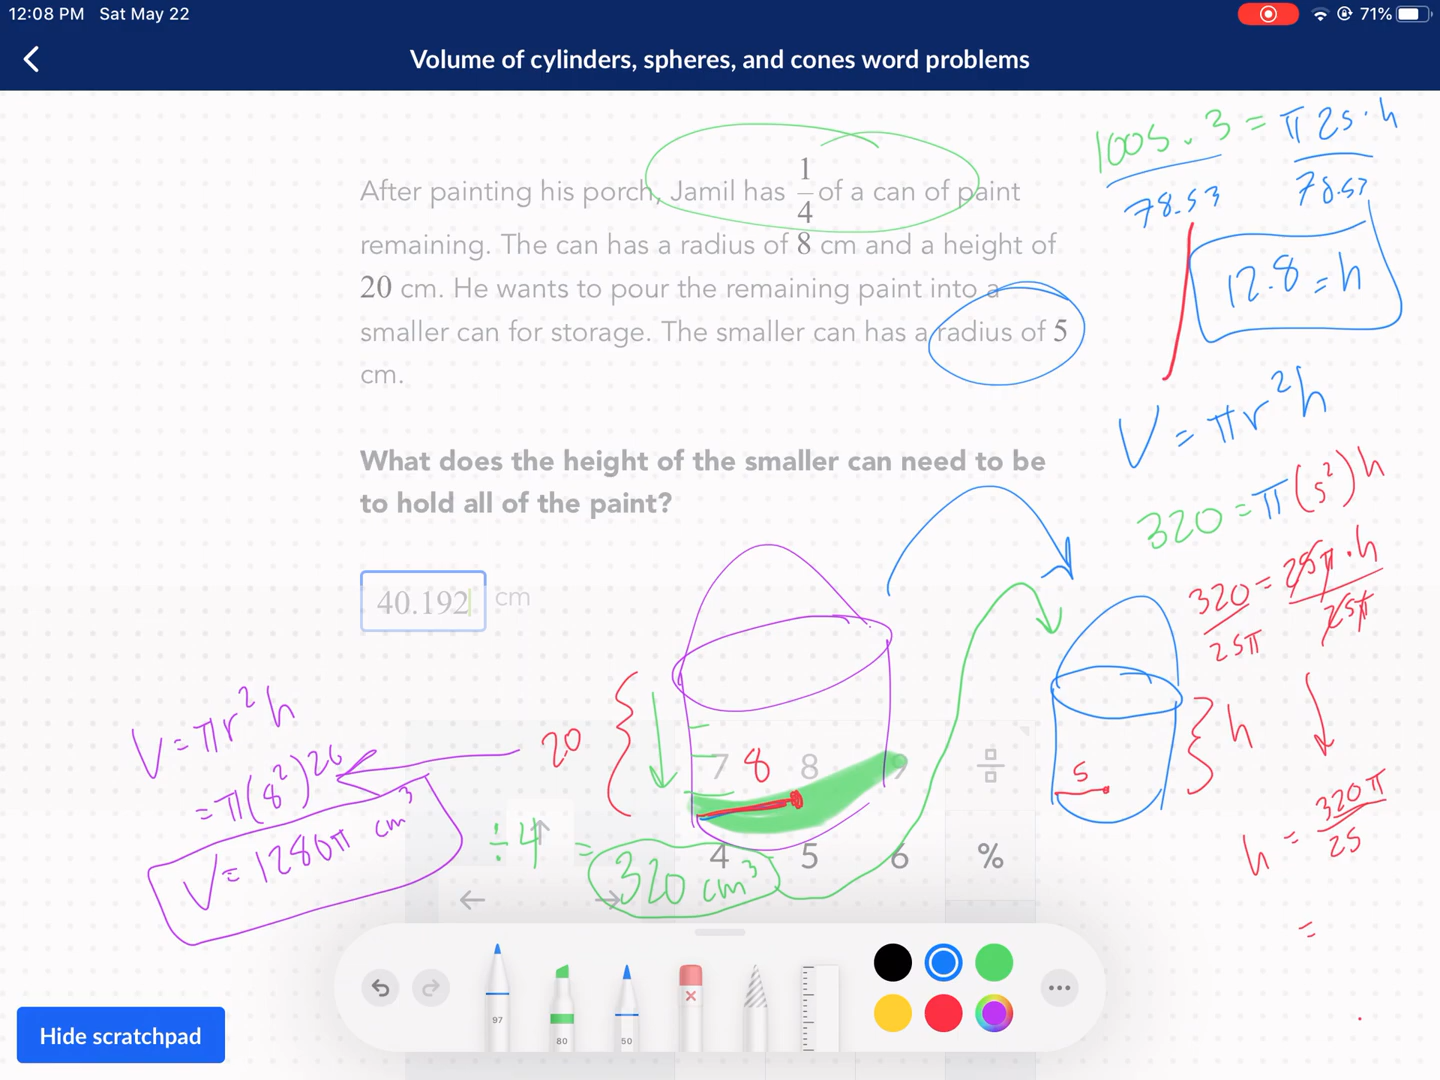 12:08 PM Sat May 22
71%
Volume of cylinders, spheres, and cones word problems
After painting his porch, Jamil has 1/4 of a can of paint
remaining. The can has a radius of 8 cm and a height of
20 cm. He wants to pour the remaining paint into a
smaller can for storage. The smaller can has a radius of 5
cm.
What does the height of the smaller can need to be
to hold all of the paint?
40.192 cm
1005.3 = π25·h
78.53 78.53
12.8 = h
V = πr²h
320 = π(5²)h
320 = 25π·h
25π 25π
h = 320π
25
=
V = πr²h
= π(8²)20
V = 1280π cm³
÷4 = 320 cm³
20
8
5
h
7 8 9
4 5 6 %
← →
97
80
50
Hide scratchpad